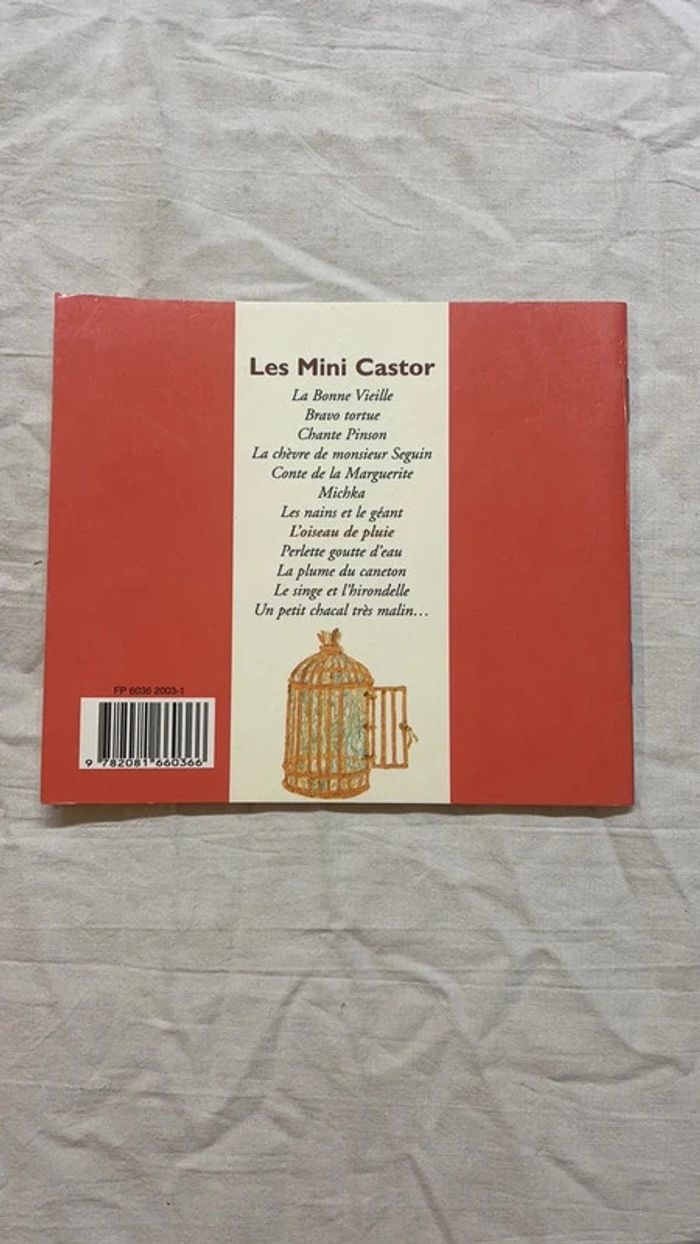 Les Mini Castor
La Bonne Vieille
Bravo tortue
Chante Pinson
La chèvre de monsieur Seguin
Conte de la Marguerite
Michka
Les nains et le géant
L'oiseau de pluie
Perlette goutte d'eau
La plume du caneton
Le singe et l'hirondelle
Un petit chacal très malin...
FP 6036 2003-1
9 782081 660366